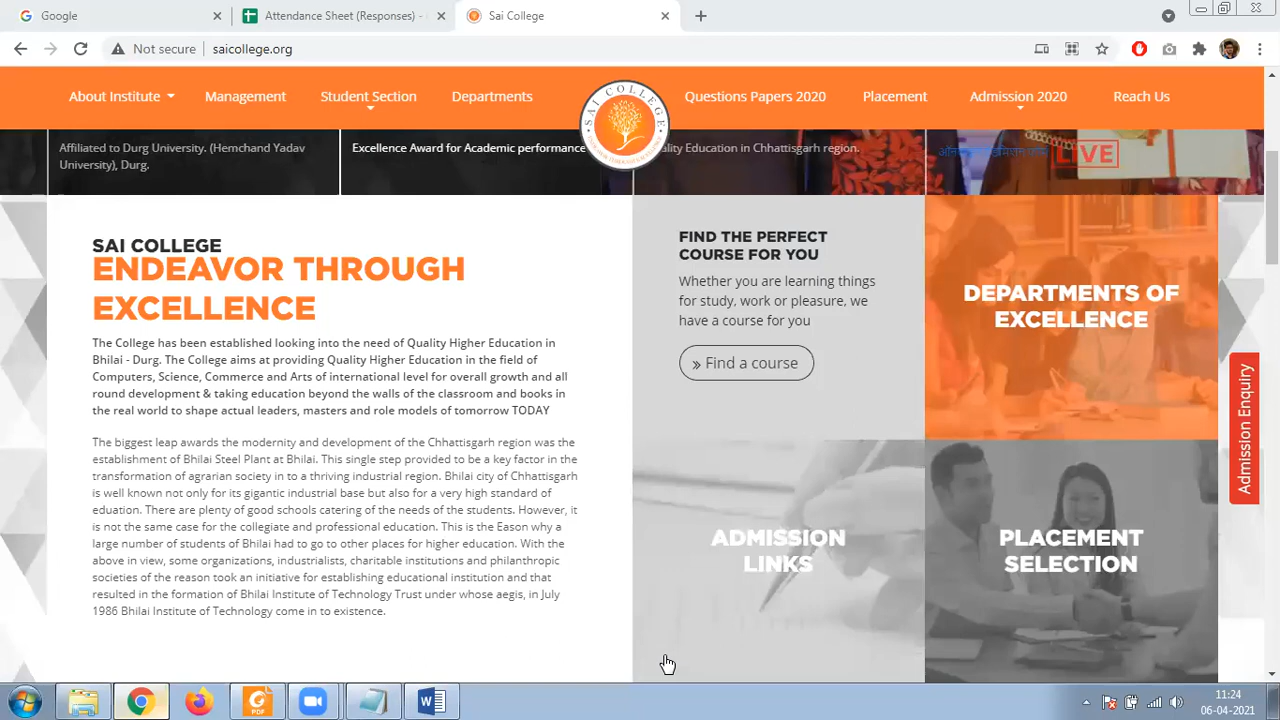 Google
Attendance Sheet (Responses) -
Sai College
Not secure
saicollege.org
About Institute
Management
Student Section
Departments
SAI COLLEGE
Questions Papers 2020
Placement
Admission 2020
Reach Us
Affiliated to Durg University. (Hemchand Yadav
University), Durg.
Excellence Award for Academic performance
ality Education in Chhattisgarh region.
LIVE
SAI COLLEGE
ENDEAVOR THROUGH
EXCELLENCE
The College has been established looking into the need of Quality Higher Education in
Bhilai - Durg. The College aims at providing Quality Higher Education in the field of
Computers, Science, Commerce and Arts of international level for overall growth and all
round development & taking education beyond the walls of the classroom and books in
the real world to shape actual leaders, masters and role models of tomorrow TODAY
The biggest leap awards the modernity and development of the Chhattisgarh region was the
establishment of Bhilai Steel Plant at Bhilai. This single step provided to be a key factor in the
transformation of agrarian society in to a thriving industrial region. Bhilai city of Chhattisgarh
is well known not only for its gigantic industrial base but also for a very high standard of
eduation. There are plenty of good schools catering of the needs of the students. However, it
is not the same case for the collegiate and professional education. This is the Eason why a
large number of students of Bhilai had to go to other places for higher education. With the
above in view, some organizations, industrialists, charitable institutions and philanthropic
societies of the reason took an initiative for establishing educational institution and that
resulted in the formation of Bhilai Institute of Technology Trust under whose aegis, in July
1986 Bhilai Institute of Technology come in to existence.
FIND THE PERFECT
COURSE FOR YOU
Whether you are learning things
for study, work or pleasure, we
have a course for you
» Find a course
DEPARTMENTS OF
EXCELLENCE
ADMISSION
LINKS
PLACEMENT
SELECTION
Admission Enquiry
PDF
W
11:24
06-04-2021